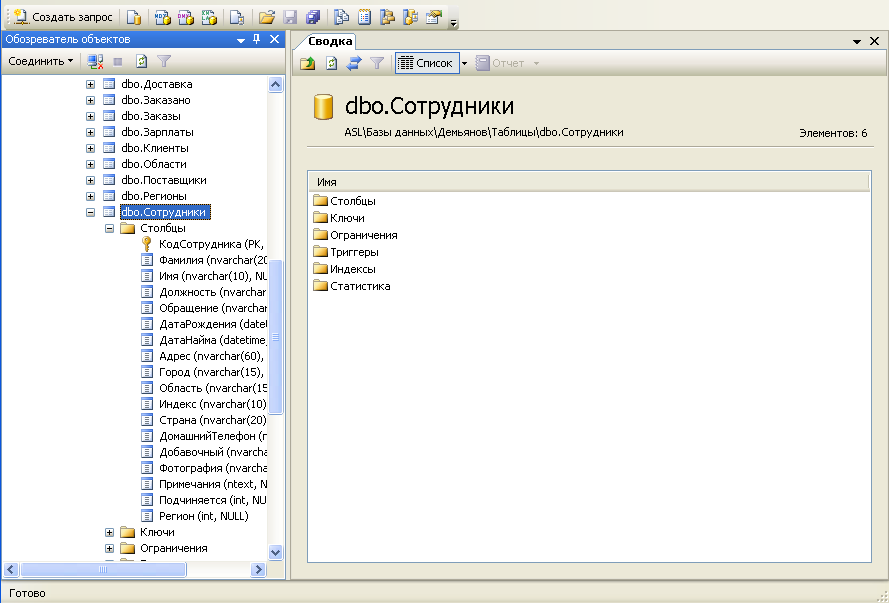 Создать запрос
Обозреватель объектов
Соединить
dbo.Доставка
dbo.Заказано
dbo.Заказы
dbo.Зарплаты
dbo.Клиенты
dbo.Области
dbo.Поставщики
dbo.Регионы
dbo.Сотрудники
Столбцы
КодСотрудника (PK,
Фамилия (nvarchar(20
Имя (nvarchar(10), NU
Должность (nvarchar
Обращение (nvarchar
ДатаРождения (datet
ДатаНайма (datetime,
Адрес (nvarchar(60),
Город (nvarchar(15),
Область (nvarchar(15
Индекс (nvarchar(10)
Страна (nvarchar(20)
ДомашнийТелефон (n
Добавочный (nvarcha
Фотография (nvarcha
Примечания (ntext, N
Подчиняется (int, NU
Регион (int, NULL)
Ключи
Ограничения
Сводка
Список
Отчет
dbo.Сотрудники
ASL\Базы данных\Демьянов\Таблицы\dbo.Сотрудники
Элементов: 6
Имя
Столбцы
Ключи
Ограничения
Триггеры
Индексы
Статистика
Готово